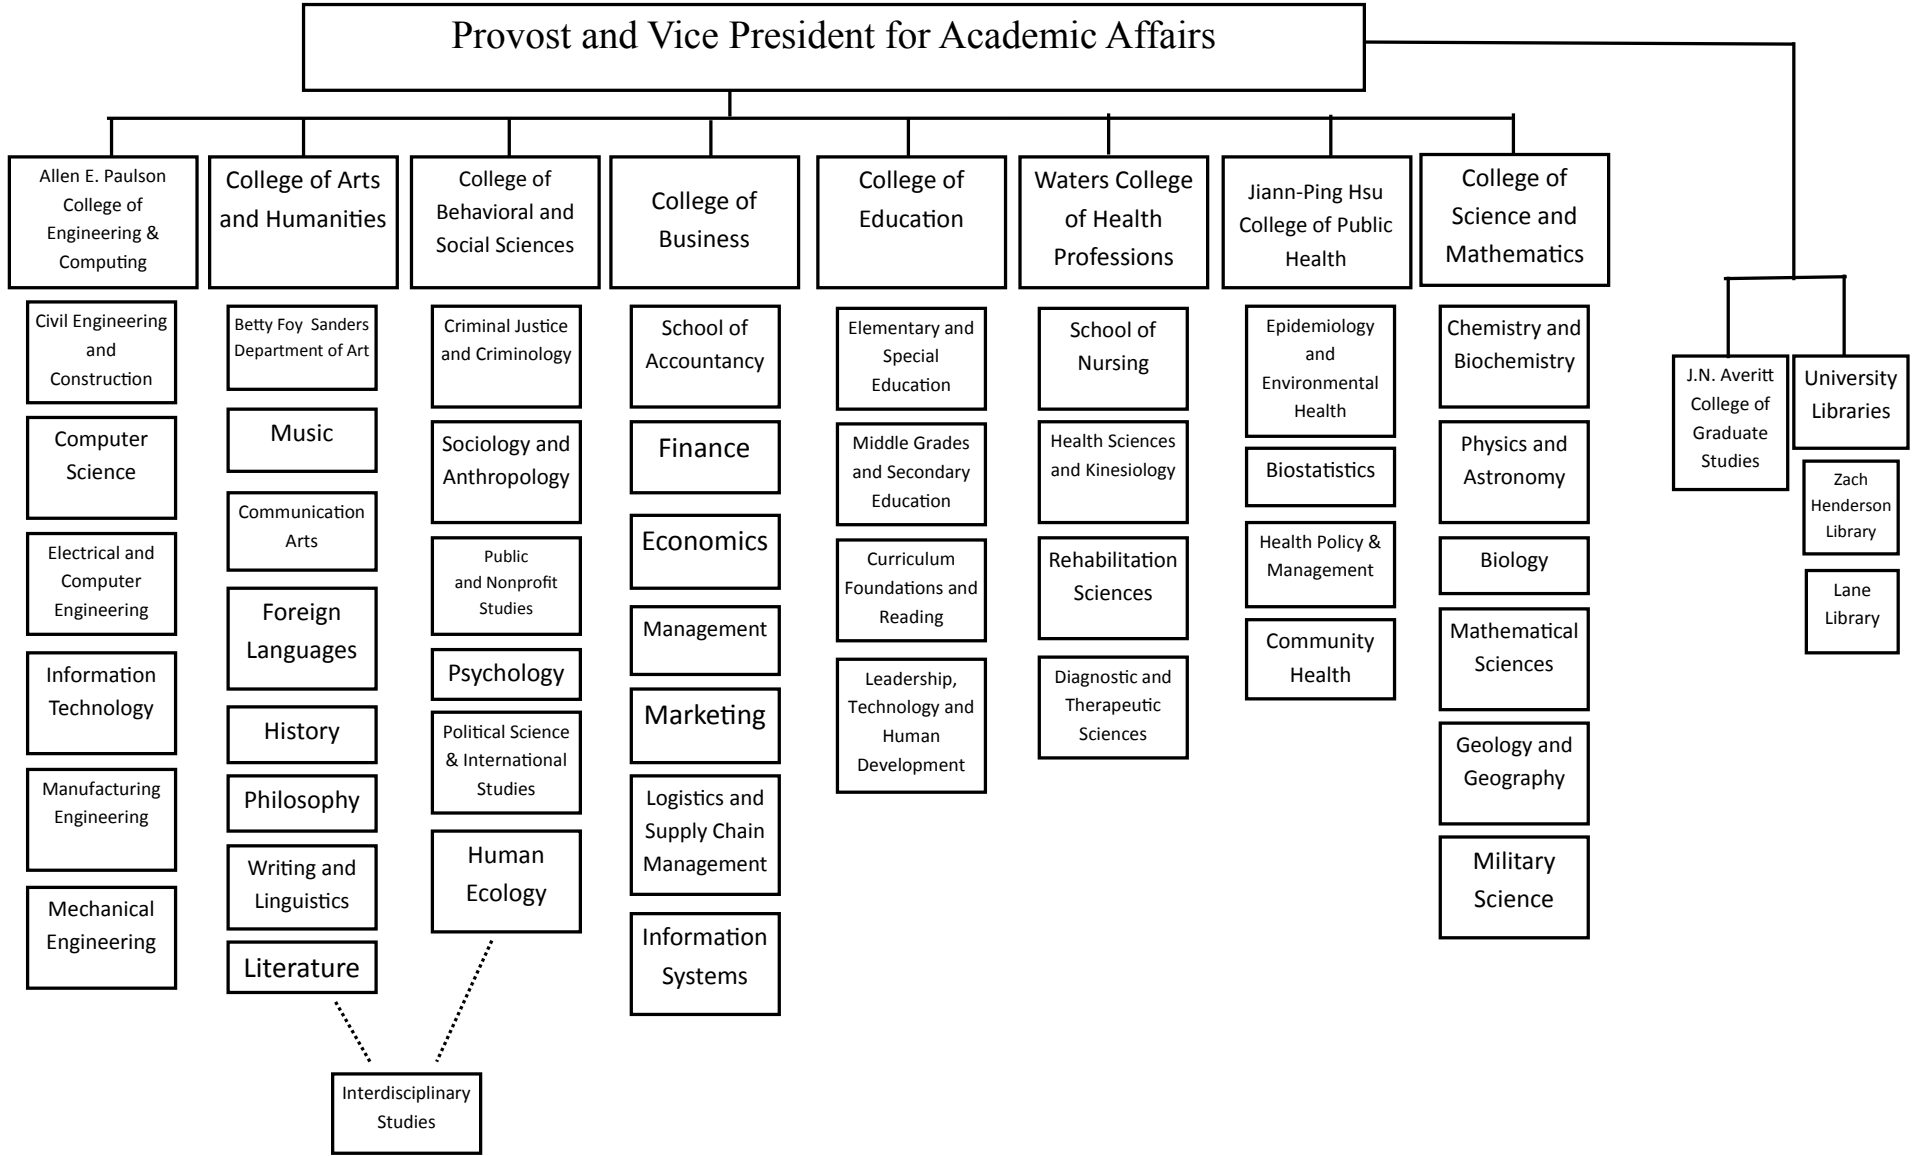 Provost and Vice President for Academic Affairs
Allen E. Paulson
College of
Engineering &
Computing
Civil Engineering
and
Construction
Computer
Science
Electrical and
Computer
Engineering
Information
Technology
Manufacturing
Engineering
Mechanical
Engineering
College of Arts
and Humanities
Betty Foy Sanders
Department of Art
Music
Communication
Arts
Foreign
Languages
History
Philosophy
Writing and
Linguistics
Literature
College of
Behavioral and
Social Sciences
Criminal Justice
and Criminology
Sociology and
Anthropology
Public
and Nonprofit
Studies
Psychology
Political Science
& International
Studies
Human
Ecology
Interdisciplinary
Studies
College of
Business
School of
Accountancy
Finance
Economics
Management
Marketing
Logistics and
Supply Chain
Management
Information
Systems
College of
Education
Elementary and
Special
Education
Middle Grades
and Secondary
Education
Curriculum
Foundations and
Reading
Leadership,
Technology and
Human
Development
Waters College
of Health
Professions
School of
Nursing
Health Sciences
and Kinesiology
Rehabilitation
Sciences
Diagnostic and
Therapeutic
Sciences
Jiann-Ping Hsu
College of Public
Health
Epidemiology
and
Environmental
Health
Biostatistics
Health Policy &
Management
Community
Health
College of
Science and
Mathematics
Chemistry and
Biochemistry
Physics and
Astronomy
Biology
Mathematical
Sciences
Geology and
Geography
Military
Science
J.N. Averitt
College of
Graduate
Studies
University
Libraries
Zach
Henderson
Library
Lane
Library